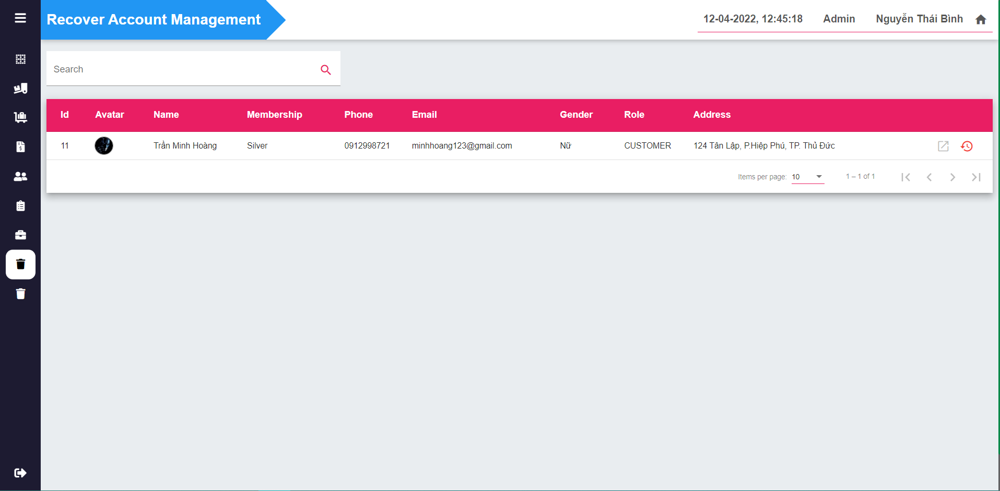 Recover Account Management
12-04-2022, 12:45:18 Admin Nguyễn Thái Bình
Search
Id Avatar Name Membership Phone Email Gender Role Address
11 Trần Minh Hoàng Silver 0912998721 minhhoang123@gmail.com Nữ CUSTOMER 124 Tân Lập, P.Hiệp Phú, TP. Thủ Đức
Items per page: 10 1 – 1 of 1